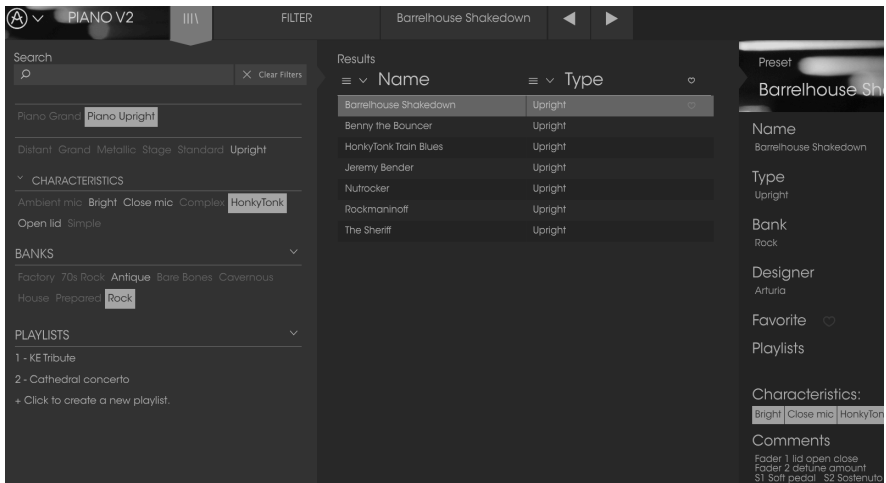 PIANO V2
FILTER
Barrelhouse Shakedown
Search
Clear Filters
Piano Grand Piano Upright
Distant Grand Metallic Stage Standard Upright
CHARACTERISTICS
Ambient mic Bright Close mic Complex HonkyTonk
Open lid Simple
BANKS
Factory 70s Rock Antique Bare Bones Cavernous
House Prepared Rock
PLAYLISTS
1 - KE Tribute
2 - Cathedral concerto
+ Click to create a new playlist.
Results
Name Type
Barrelhouse Shakedown Upright
Benny the Bouncer Upright
HonkyTonk Train Blues Upright
Jeremy Bender Upright
Nutrocker Upright
Rockmaninoff Upright
The Sheriff Upright
Preset
Barrelhouse Sh
Name
Barrelhouse Shakedown
Type
Upright
Bank
Rock
Designer
Arturia
Favorite
Playlists
Characteristics:
Bright Close mic HonkyTon
Comments
Fader 1 lid open close
Fader 2 detune amount
S1 Soft pedal S2 Sostenuto